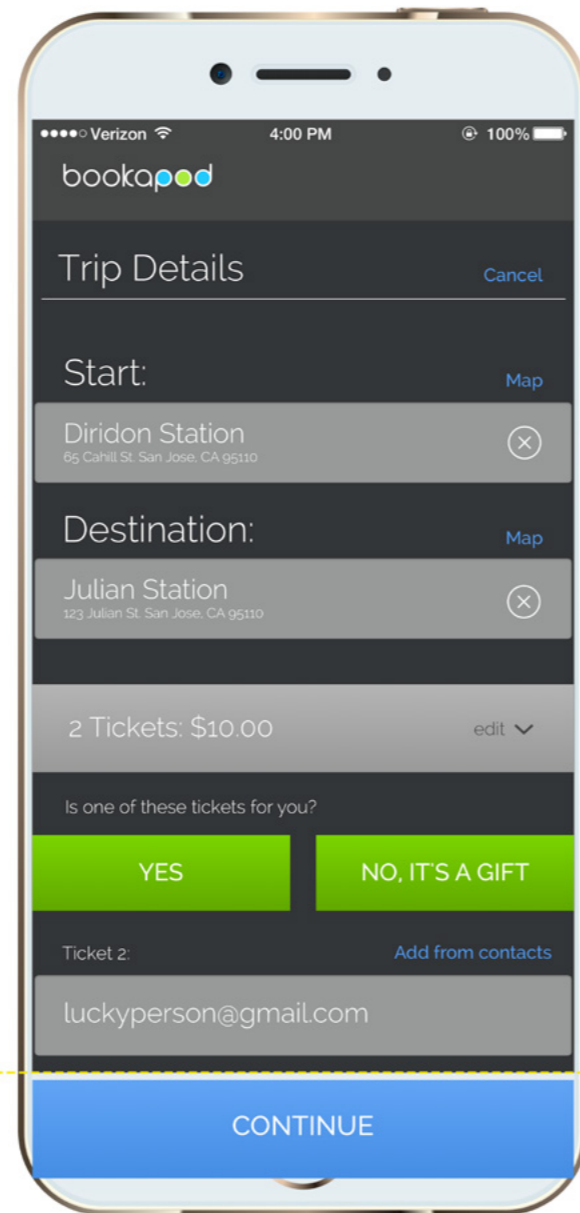 Verizon 4:00 PM 100%
bookapod
Trip Details Cancel
Start: Map
Diridon Station
65 Cahill St. San Jose, CA 95110
Destination: Map
Julian Station
123 Julian St. San Jose, CA 95110
2 Tickets: $10.00 edit
Is one of these tickets for you?
YES NO, IT'S A GIFT
Ticket 2: Add from contacts
luckyperson@gmail.com
CONTINUE